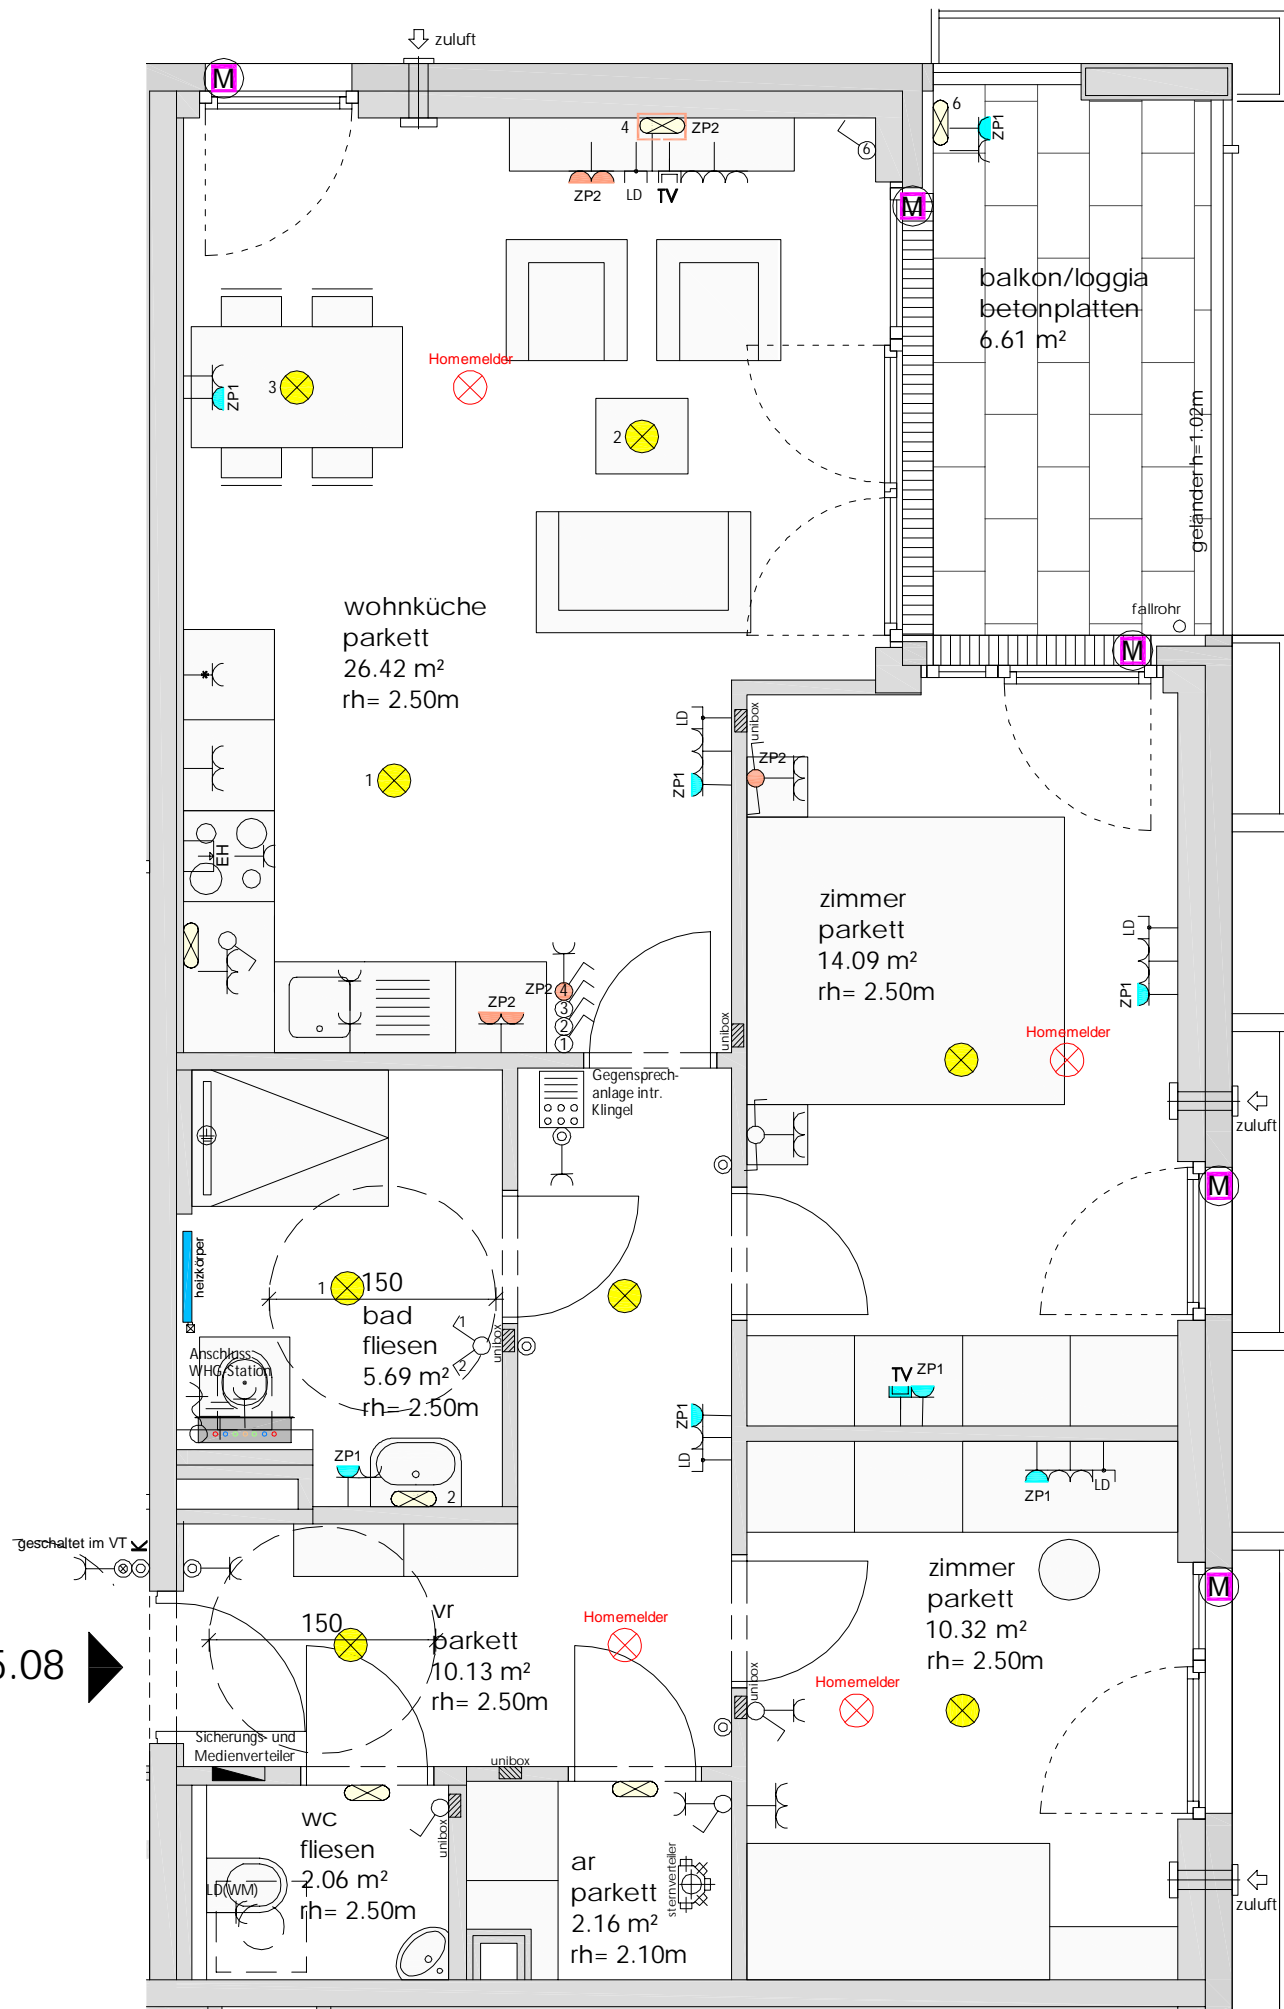 zuluft
M
4
ZP2
6
6
ZP1
ZP2
LD
TV
M
balkon/loggia
betonplatten
6.61 m²
Homemelder
3
ZP1
2
geländer h=1.02m
wohnküche
parkett
26.42 m²
rh= 2.50m
fallrohr
M
*
LD
unibox
ZP1
ZP2
1
EH
zimmer
parkett
14.09 m²
rh= 2.50m
LD
ZP1
ZP2
ZP2
4
3
2
1
unibox
Homemelder
Gegensprech-
anlage intr.
Klingel
zuluft
M
heizkörper
1
150
bad
fliesen
5.69 m²
rh= 2.50m
1
2
unibox
Anschluss
WHG-Station
TV
ZP1
ZP1
LD
ZP1
2
ZP1
LD
geschaltet im VT
K
zimmer
parkett
10.32 m²
rh= 2.50m
M
150
vr
parkett
10.13 m²
rh= 2.50m
Homemelder
5.08
Homemelder
unibox
Sicherungs- und
Medienverteiler
unibox
wc
fliesen
2.06 m²
rh= 2.50m
unibox
LD(WM)
ar
parkett
2.16 m²
rh= 2.10m
sternverteiler
zuluft